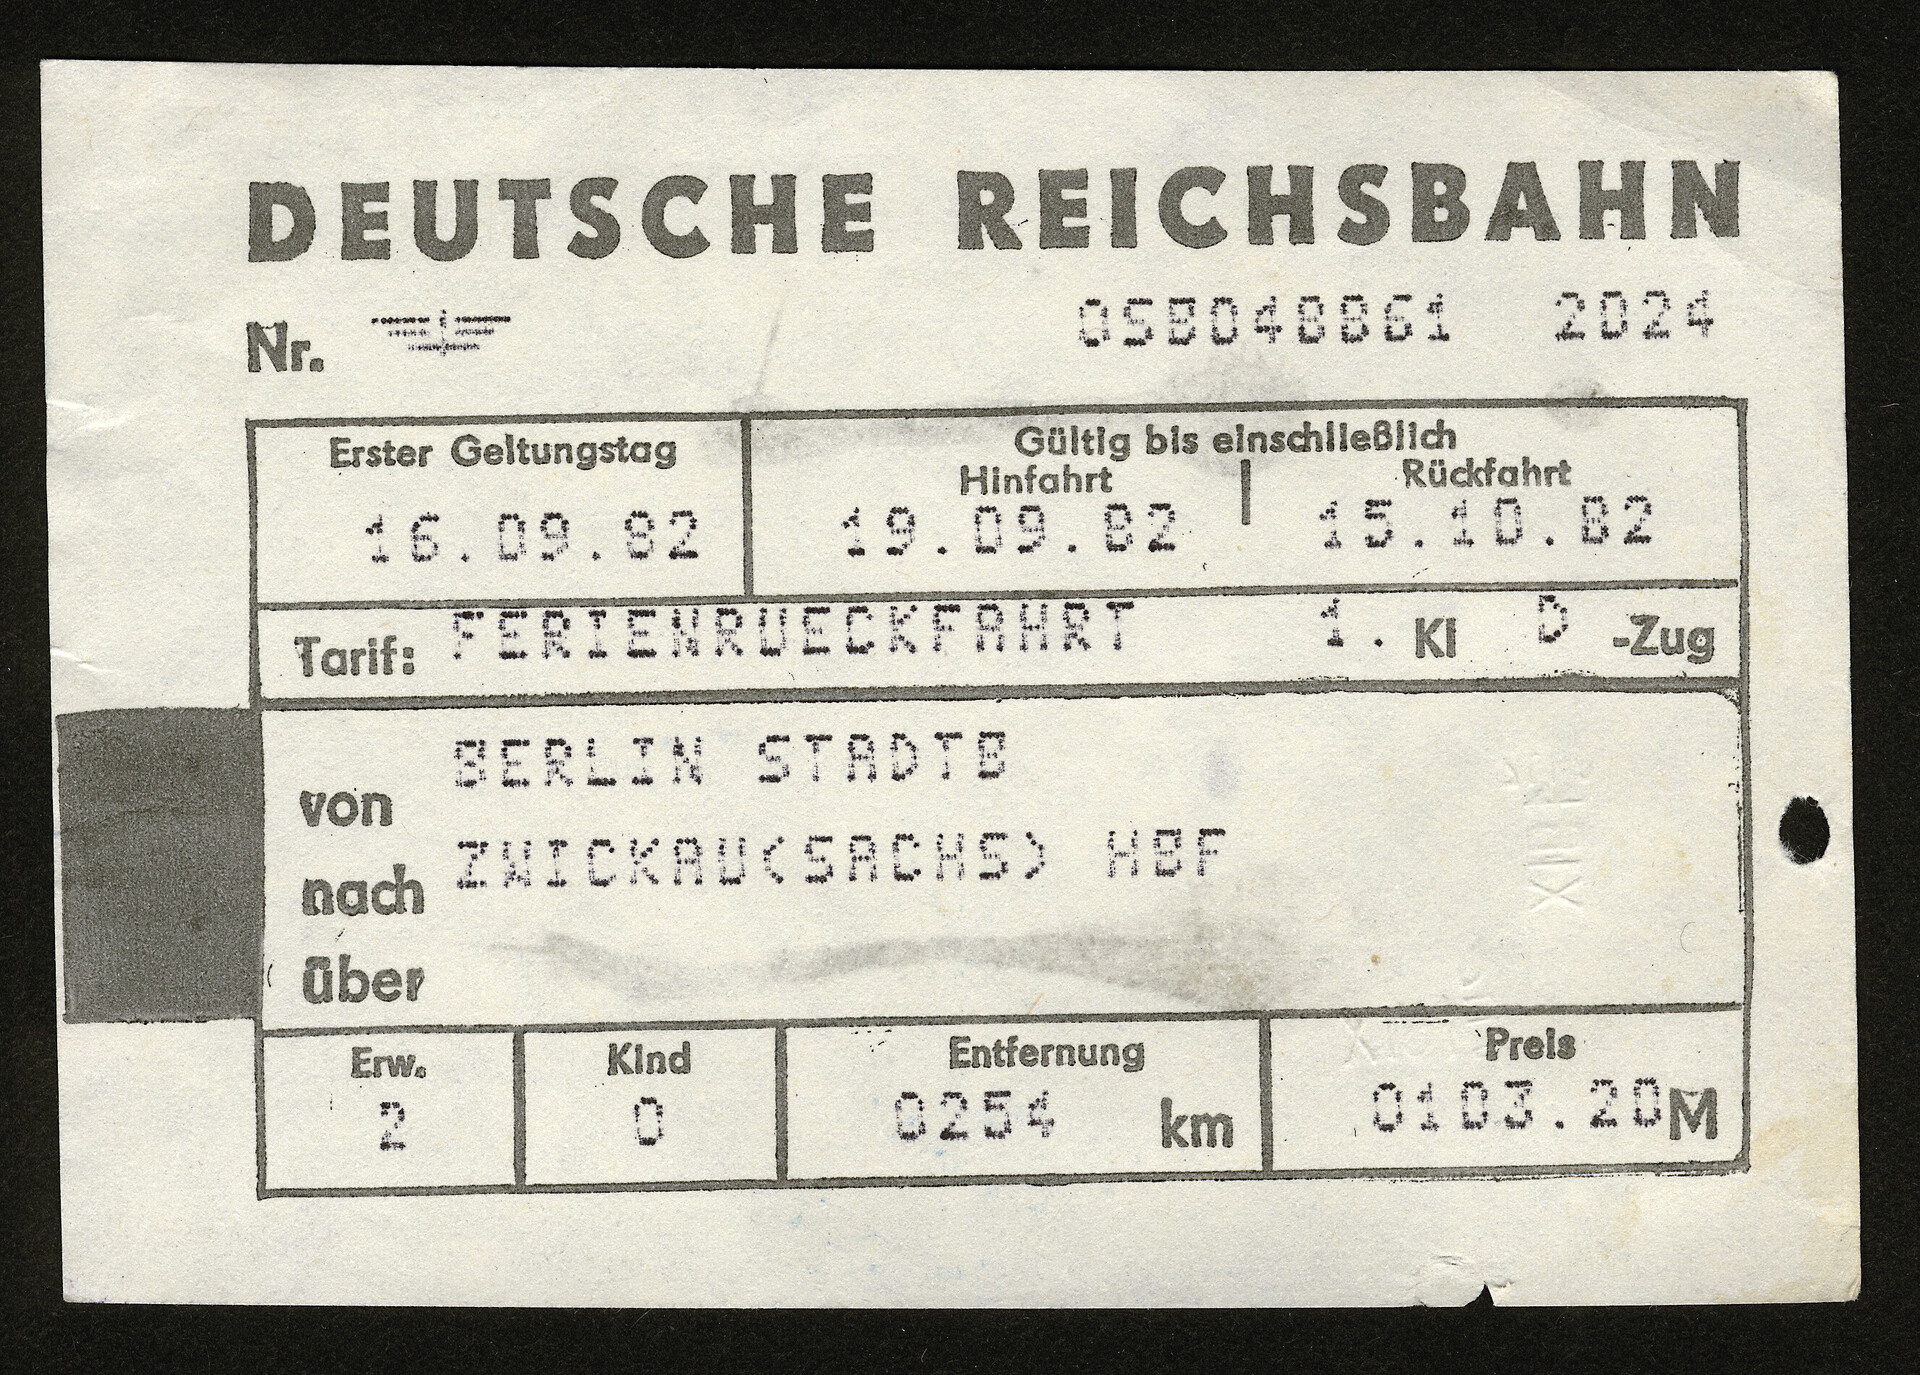 DEUTSCHE REICHSBAHN
Nr. 2024
Erster Geltungstag
Gültig bis einschließlich
Hinfahrt Rückfahrt
16.09.82 19.09.82 15.10.82
Tarif: FERIENRUECKFAHRT 1. Kl D -Zug
von BERLIN STADTB
nach ZWICKAU(SACHS) HBF
über
Erw. Kind Entfernung Preis
2 0 0254 km 0103.20M